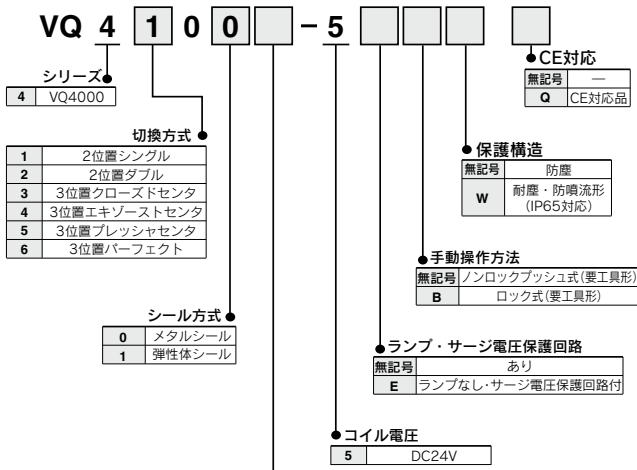 VQ 4 1 0 0 - 5
シリーズ
4 VQ4000
切換方式
1 2位置シングル
2 2位置ダブル
3 3位置クローズドセンタ
4 3位置エキゾーストセンタ
5 3位置プレッシャセンタ
6 3位置パーフェクト
シール方式
0 メタルシール
1 弾性体シール
CE対応
無記号 ―
Q CE対応品
保護構造
無記号 防塵
W 耐塵・防噴流形
(IP65対応)
手動操作方法
無記号 ノンロックプッシュ式(要工具形)
B ロック式(要工具形)
ランプ・サージ電圧保護回路
無記号 あり
E ランプなし・サージ電圧保護回路付
コイル電圧
5 DC24V